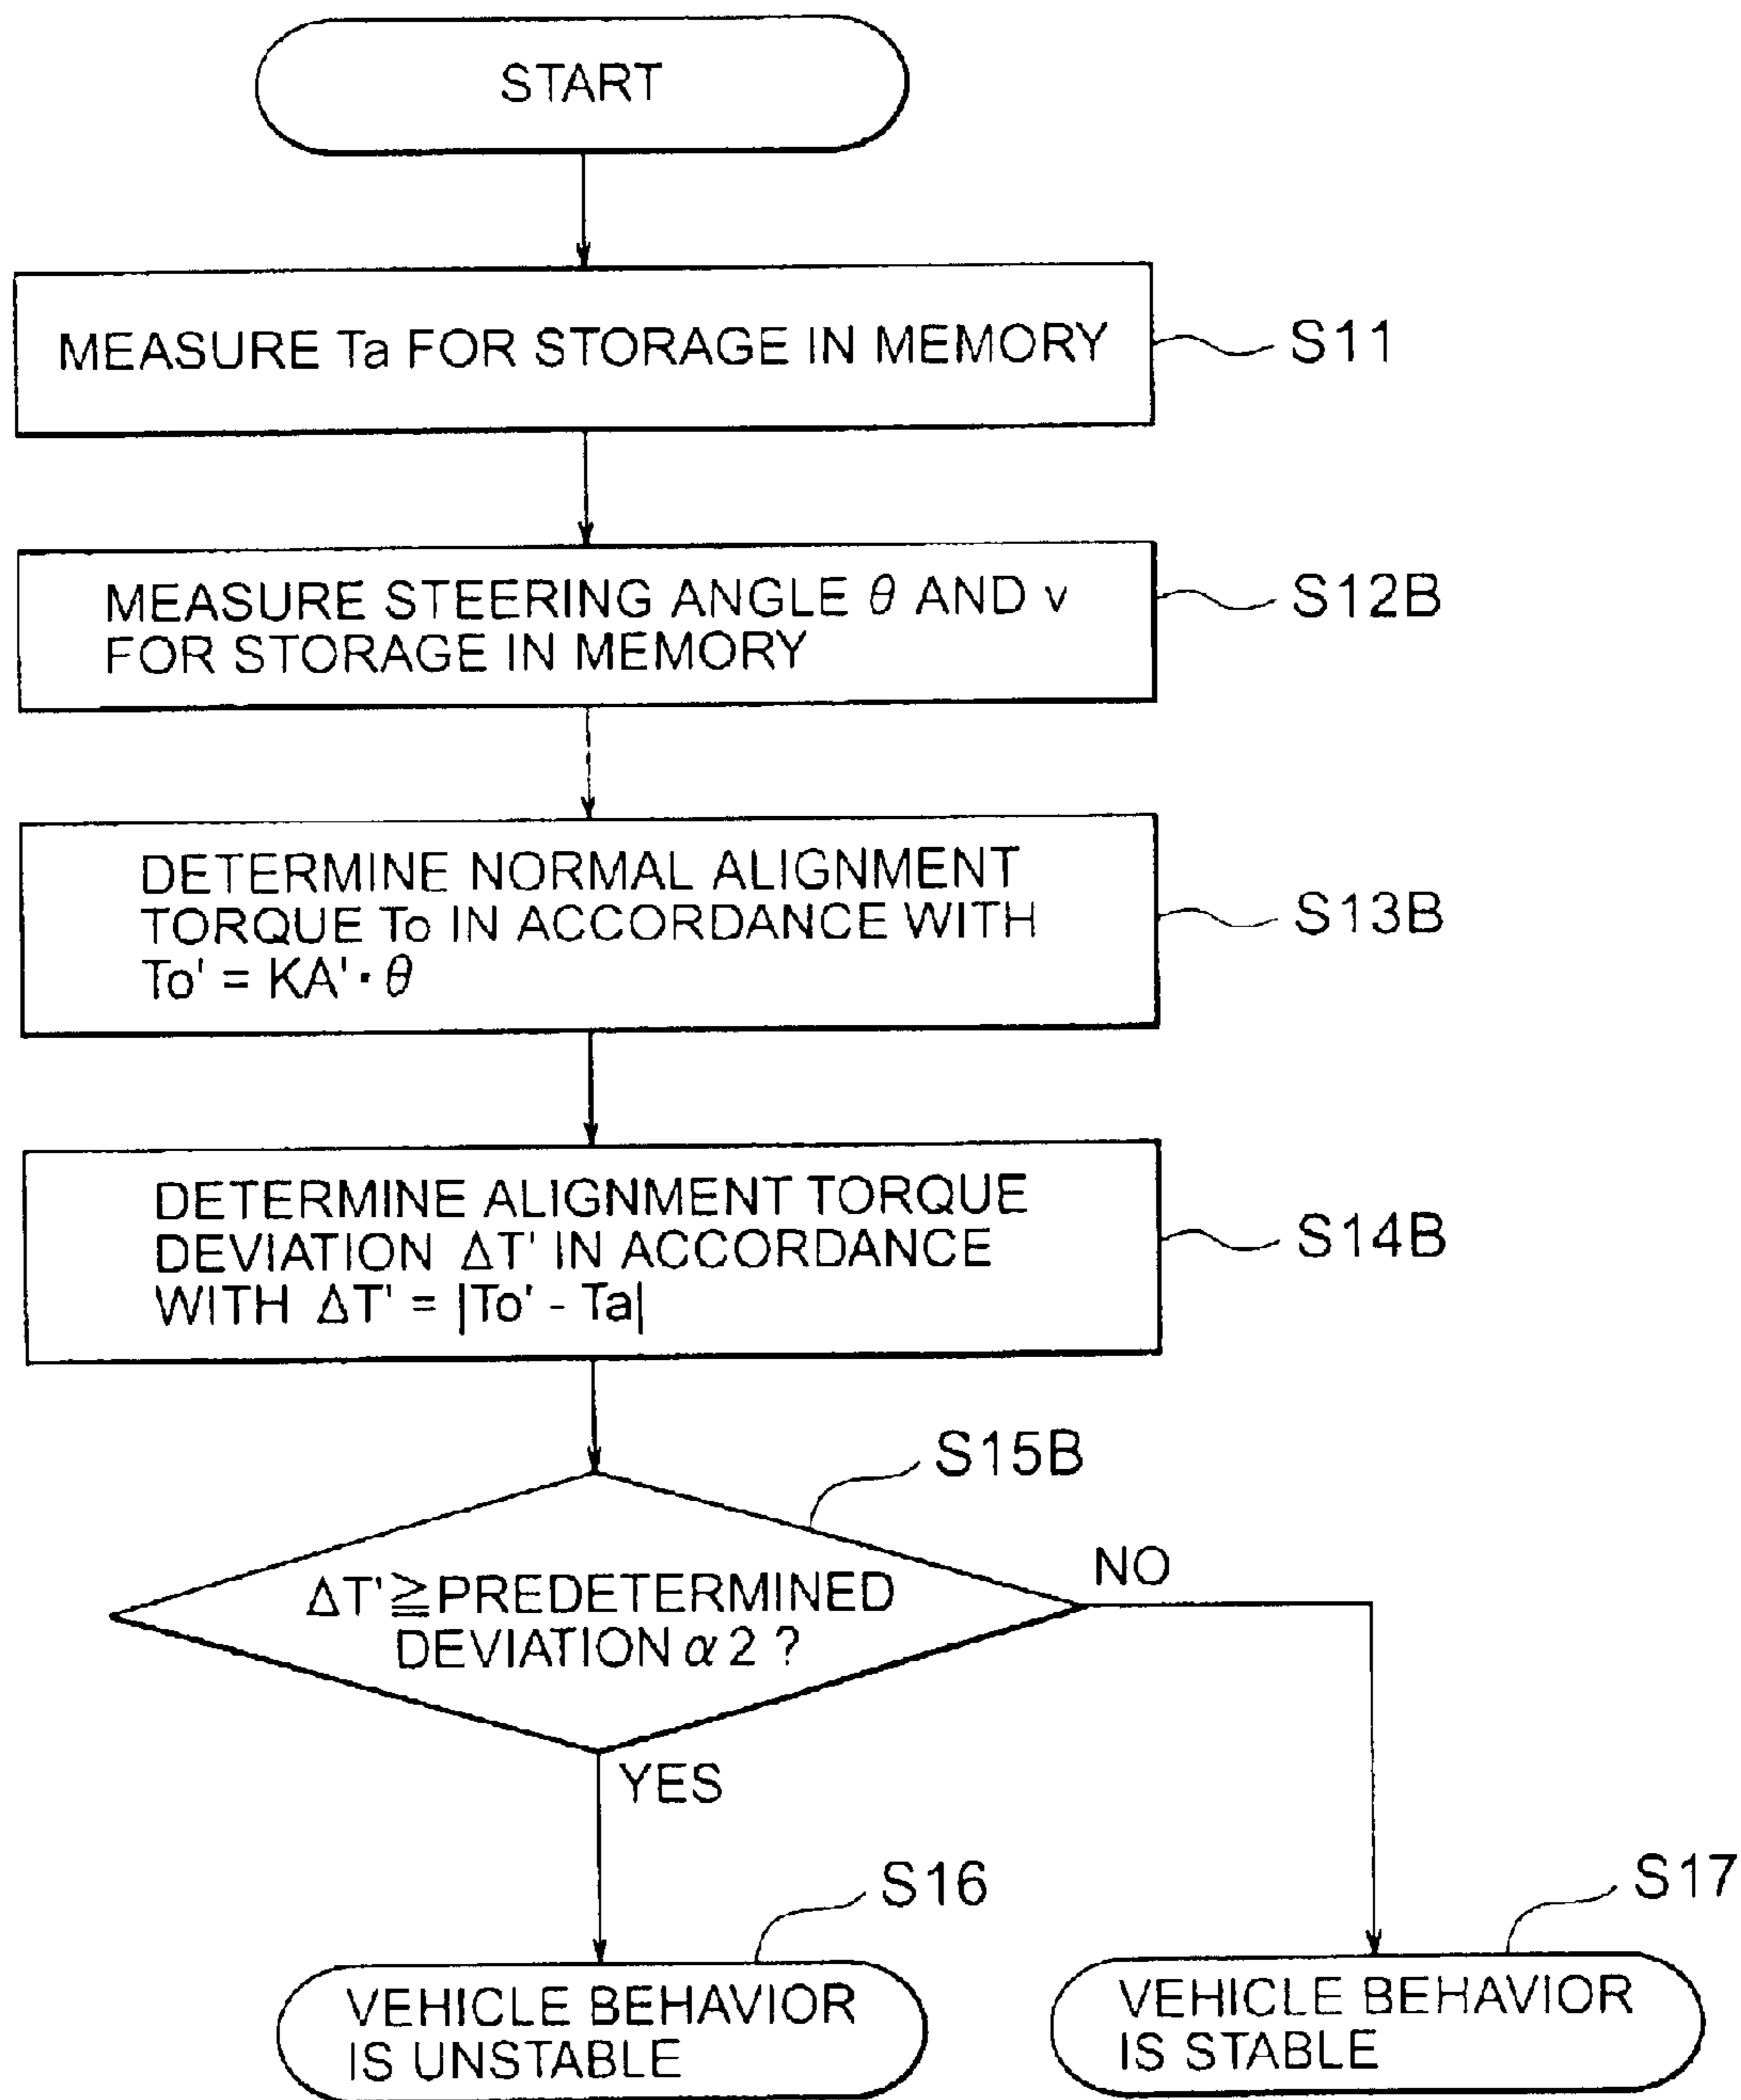 START
MEASURE Ta FOR STORAGE IN MEMORY
S11
MEASURE STEERING ANGLE θ AND v
FOR STORAGE IN MEMORY
S12B
DETERMINE NORMAL ALIGNMENT
TORQUE To IN ACCORDANCE WITH
To' = KA'·θ
S13B
DETERMINE ALIGNMENT TORQUE
DEVIATION ΔT' IN ACCORDANCE
WITH ΔT' = |To' - Ta|
S14B
S15B
ΔT' ≧ PREDETERMINED
DEVIATION α2 ?
NO
YES
S16
S17
VEHICLE BEHAVIOR
IS UNSTABLE
VEHICLE BEHAVIOR
IS STABLE